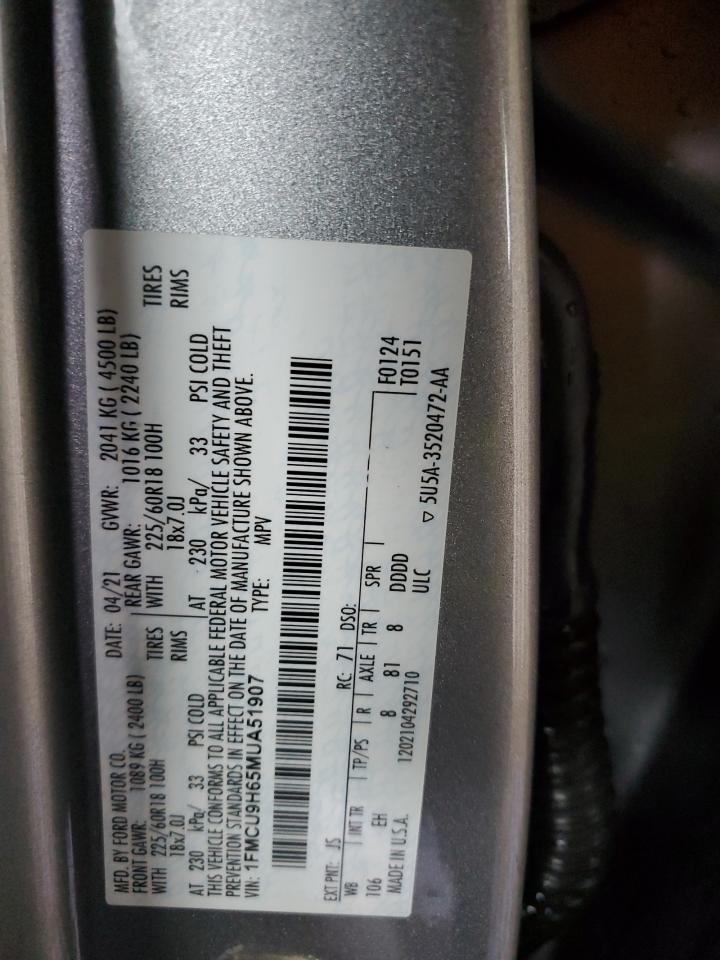 MFD. BY FORD MOTOR CO. DATE: 04/21 GVWR: 2041 KG ( 4500 LB)
FRONT GAWR: 1089 KG ( 2400 LB) REAR GAWR: 1016 KG ( 2240 LB)
WITH 225/60R18 100H TIRES WITH 225/60R18 100H TIRES
18x7.0J RIMS 18x7.0J RIMS
AT 230 kPa/ 33 PSI COLD AT 230 kPa/ 33 PSI COLD
THIS VEHICLE CONFORMS TO ALL APPLICABLE FEDERAL MOTOR VEHICLE SAFETY AND THEFT
PREVENTION STANDARDS IN EFFECT ON THE DATE OF MANUFACTURE SHOWN ABOVE.
VIN: 1FMCU9H65MUA51907 TYPE: MPV
EXT PNT: JS RC: 71 DSO:
WB INT TR TP/PS R AXLE TR SPR F0124
106 EH 8 81 8 DDDD T0151
MADE IN U.S.A. 1202104292710 ULC
▽ 5U5A-3520472-AA